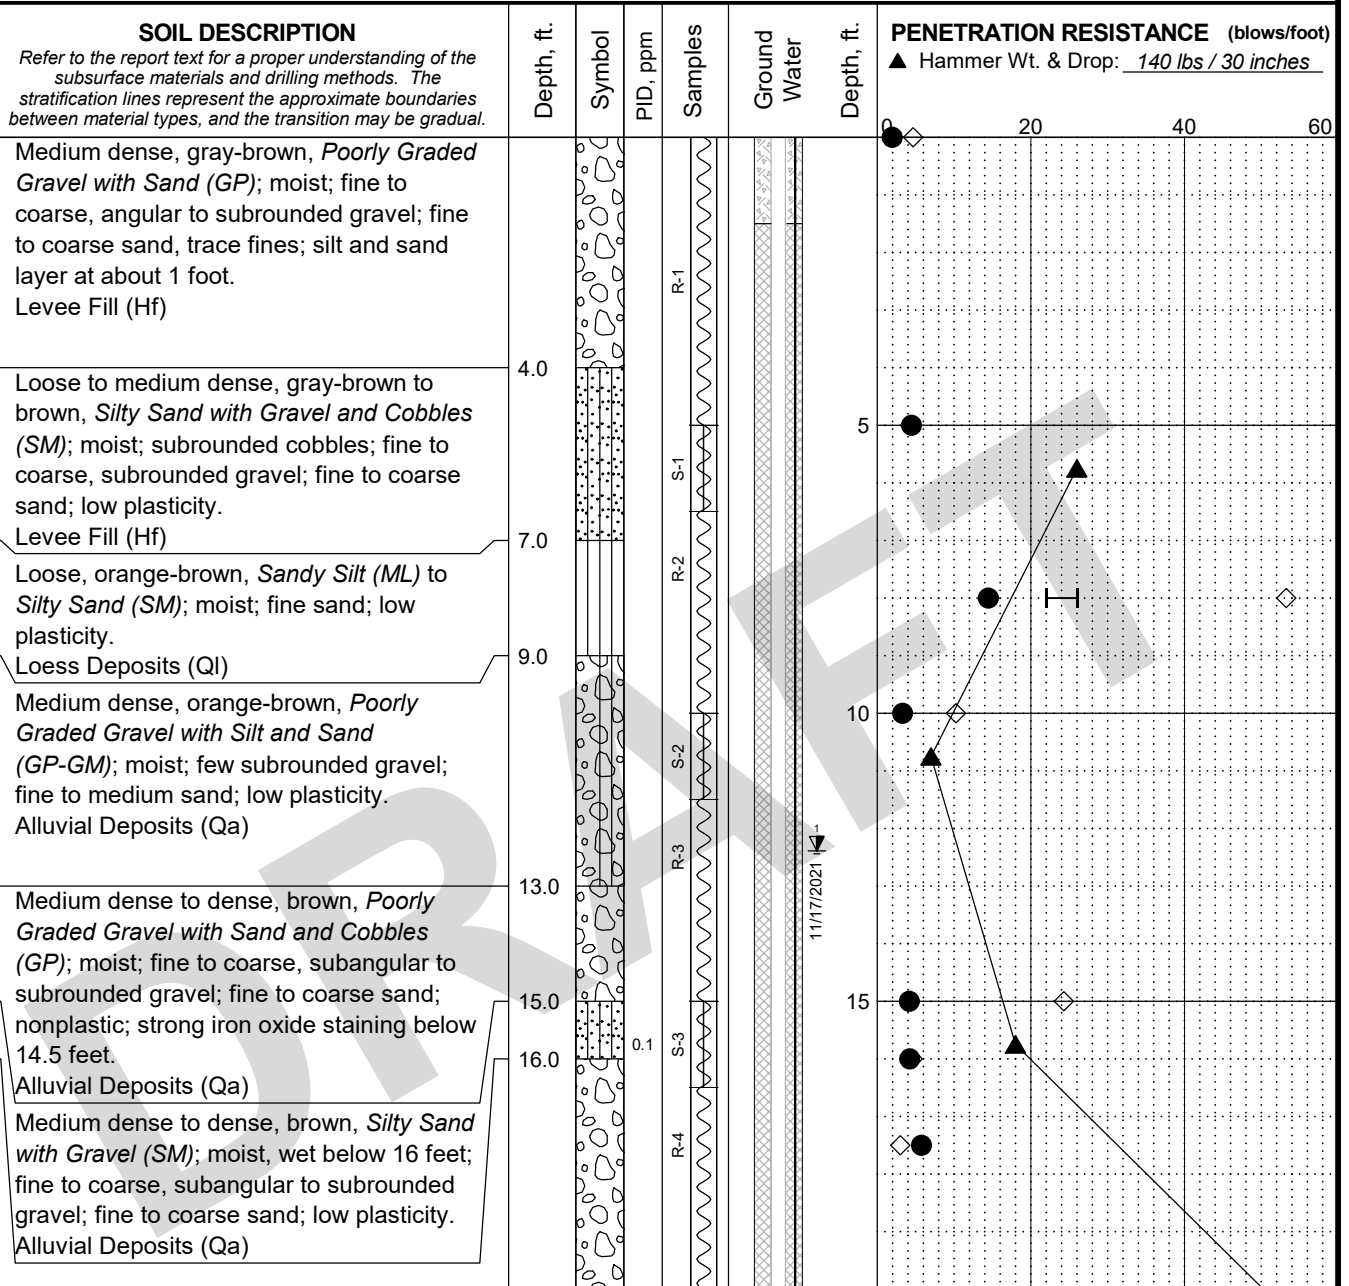 SOIL DESCRIPTION
Refer to the report text for a proper understanding of the
subsurface materials and drilling methods. The
stratification lines represent the approximate boundaries
between material types, and the transition may be gradual.
Depth, ft.
Symbol
PID, ppm
Samples
Ground
Water
Depth, ft.
PENETRATION RESISTANCE (blows/foot)
▲ Hammer Wt. & Drop: 140 lbs / 30 inches
0 20 40 60
Medium dense, gray-brown, Poorly Graded
Gravel with Sand (GP); moist; fine to
coarse, angular to subrounded gravel; fine
to coarse sand, trace fines; silt and sand
layer at about 1 foot.
Levee Fill (Hf)
R-1
4.0
Loose to medium dense, gray-brown to
brown, Silty Sand with Gravel and Cobbles
(SM); moist; subrounded cobbles; fine to
coarse, subrounded gravel; fine to coarse
sand; low plasticity.
Levee Fill (Hf)
S-1
5
7.0
Loose, orange-brown, Sandy Silt (ML) to
Silty Sand (SM); moist; fine sand; low
plasticity.
Loess Deposits (Ql)
R-2
9.0
Medium dense, orange-brown, Poorly
Graded Gravel with Silt and Sand
(GP-GM); moist; few subrounded gravel;
fine to medium sand; low plasticity.
Alluvial Deposits (Qa)
S-2
10
R-3
1
11/17/2021
13.0
Medium dense to dense, brown, Poorly
Graded Gravel with Sand and Cobbles
(GP); moist; fine to coarse, subangular to
subrounded gravel; fine to coarse sand;
nonplastic; strong iron oxide staining below
14.5 feet.
Alluvial Deposits (Qa)
15.0
0.1
S-3
15
16.0
Medium dense to dense, brown, Silty Sand
with Gravel (SM); moist, wet below 16 feet;
fine to coarse, subangular to subrounded
gravel; fine to coarse sand; low plasticity.
Alluvial Deposits (Qa)
R-4
DRAFT